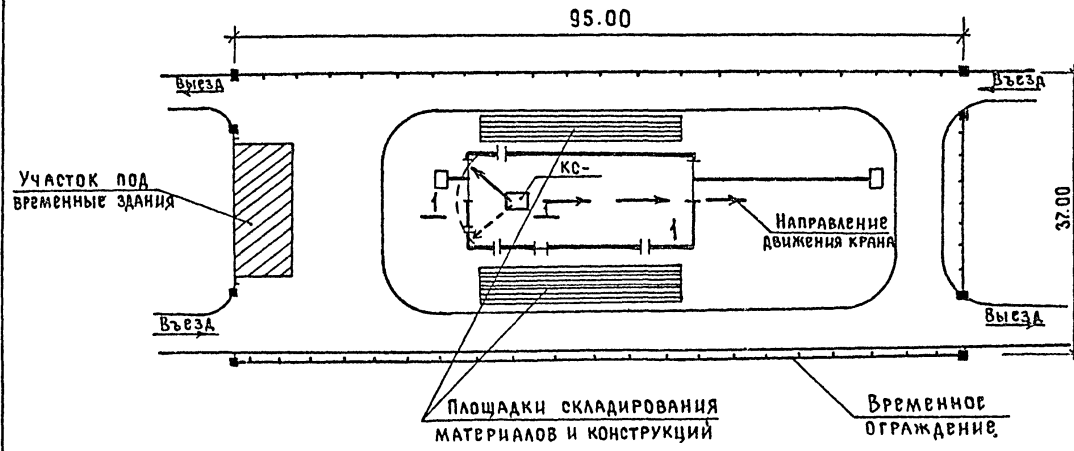 95.00
Выезд
Въезд
Участок под
временные здания
КС-
1
1
1
Направление
движения крана
37.00
Въезд
Выезд
Площадки складирования
материалов и конструкций
Временное
ограждение.